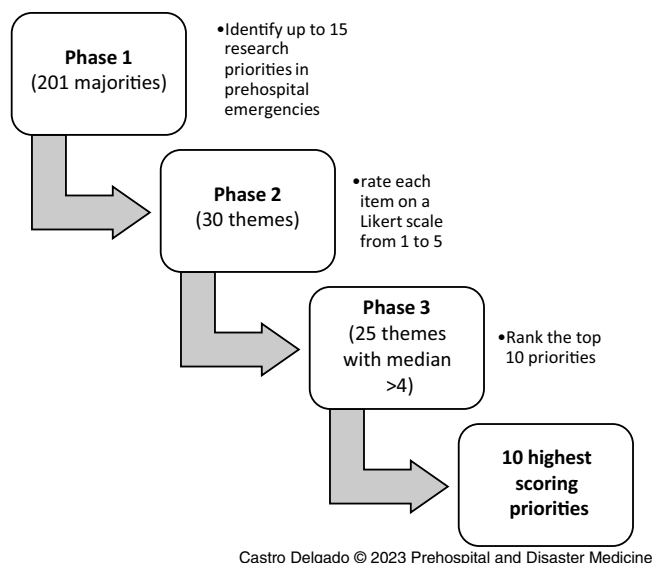 Phase 1
(201 majorities)
•Identify up to 15
research
priorities in
prehospital
emergencies
Phase 2
(30 themes)
•rate each
item on a
Likert scale
from 1 to 5
Phase 3
(25 themes
with median
>4)
•Rank the top
10 priorities
10 highest
scoring
priorities
Castro Delgado © 2023 Prehospital and Disaster Medicine